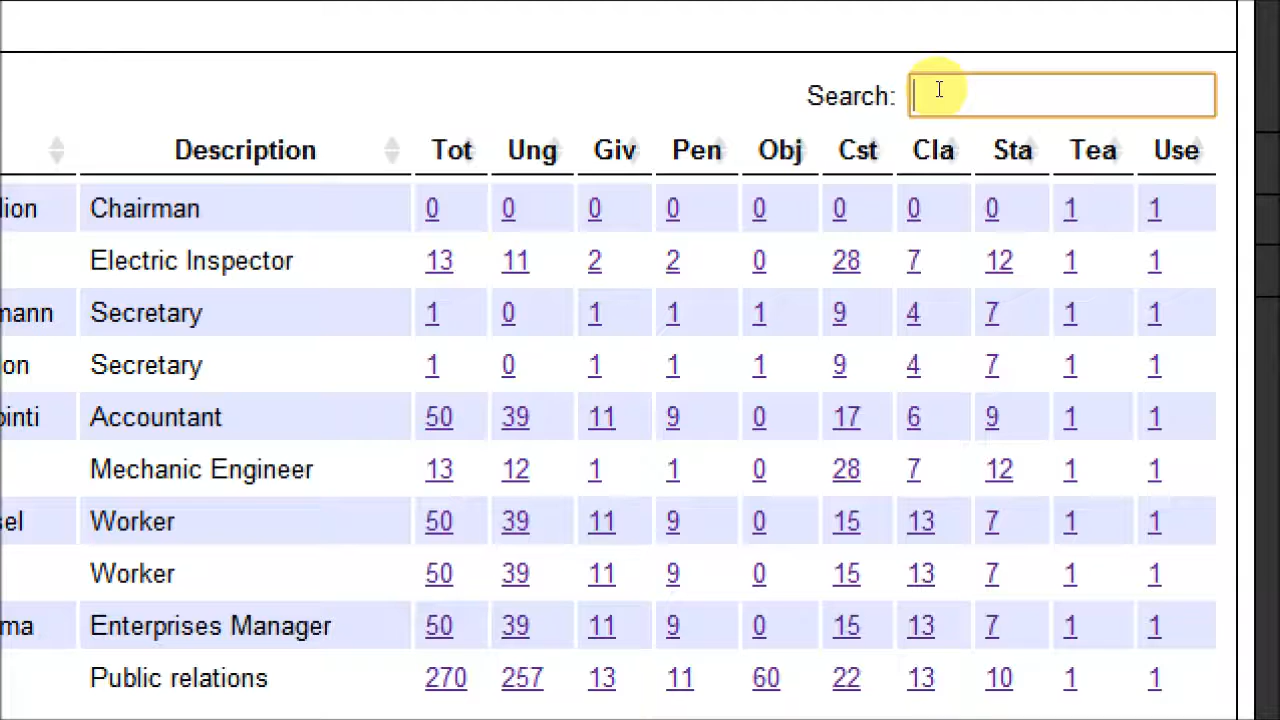 Search:
Description Tot Ung Giv Pen Obj Cst Cla Sta Tea Use
lion Chairman 0 0 0 0 0 0 0 0 1 1
Electric Inspector 13 11 2 2 0 28 7 12 1 1
mann Secretary 1 0 1 1 1 9 4 7 1 1
on Secretary 1 0 1 1 1 9 4 7 1 1
ointi Accountant 50 39 11 9 0 17 6 9 1 1
Mechanic Engineer 13 12 1 1 0 28 7 12 1 1
sel Worker 50 39 11 9 0 15 13 7 1 1
Worker 50 39 11 9 0 15 13 7 1 1
ma Enterprises Manager 50 39 11 9 0 15 13 7 1 1
Public relations 270 257 13 11 60 22 13 10 1 1